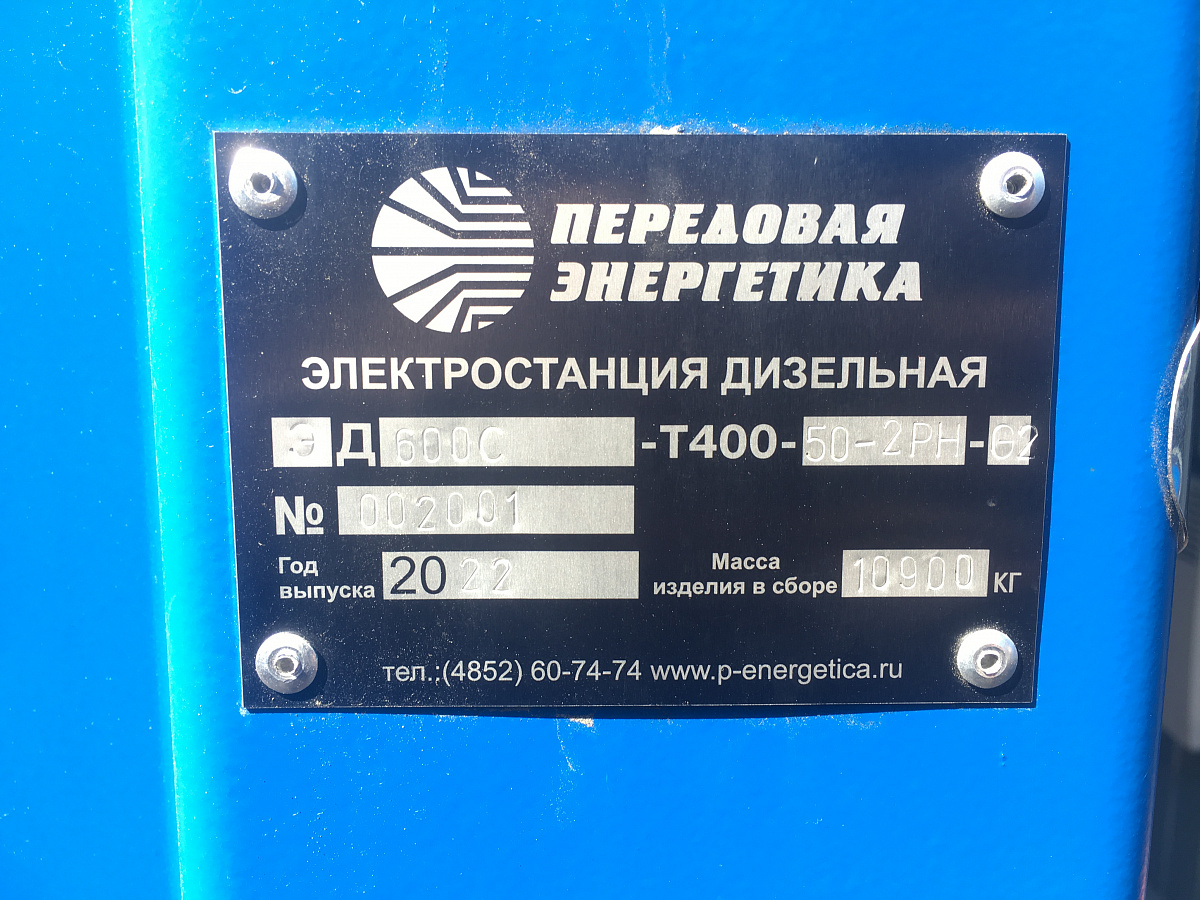 ПЕРЕДОВАЯ
ЭНЕРГЕТИКА
ЭЛЕКТРОСТАНЦИЯ ДИЗЕЛЬНАЯ
ЭД 600С -Т400- 50-2РН -G2
№ 002001
Год выпуска 2022 Масса изделия в сборе 10900 КГ
тел.:(4852) 60-74-74 www.p-energetica.ru